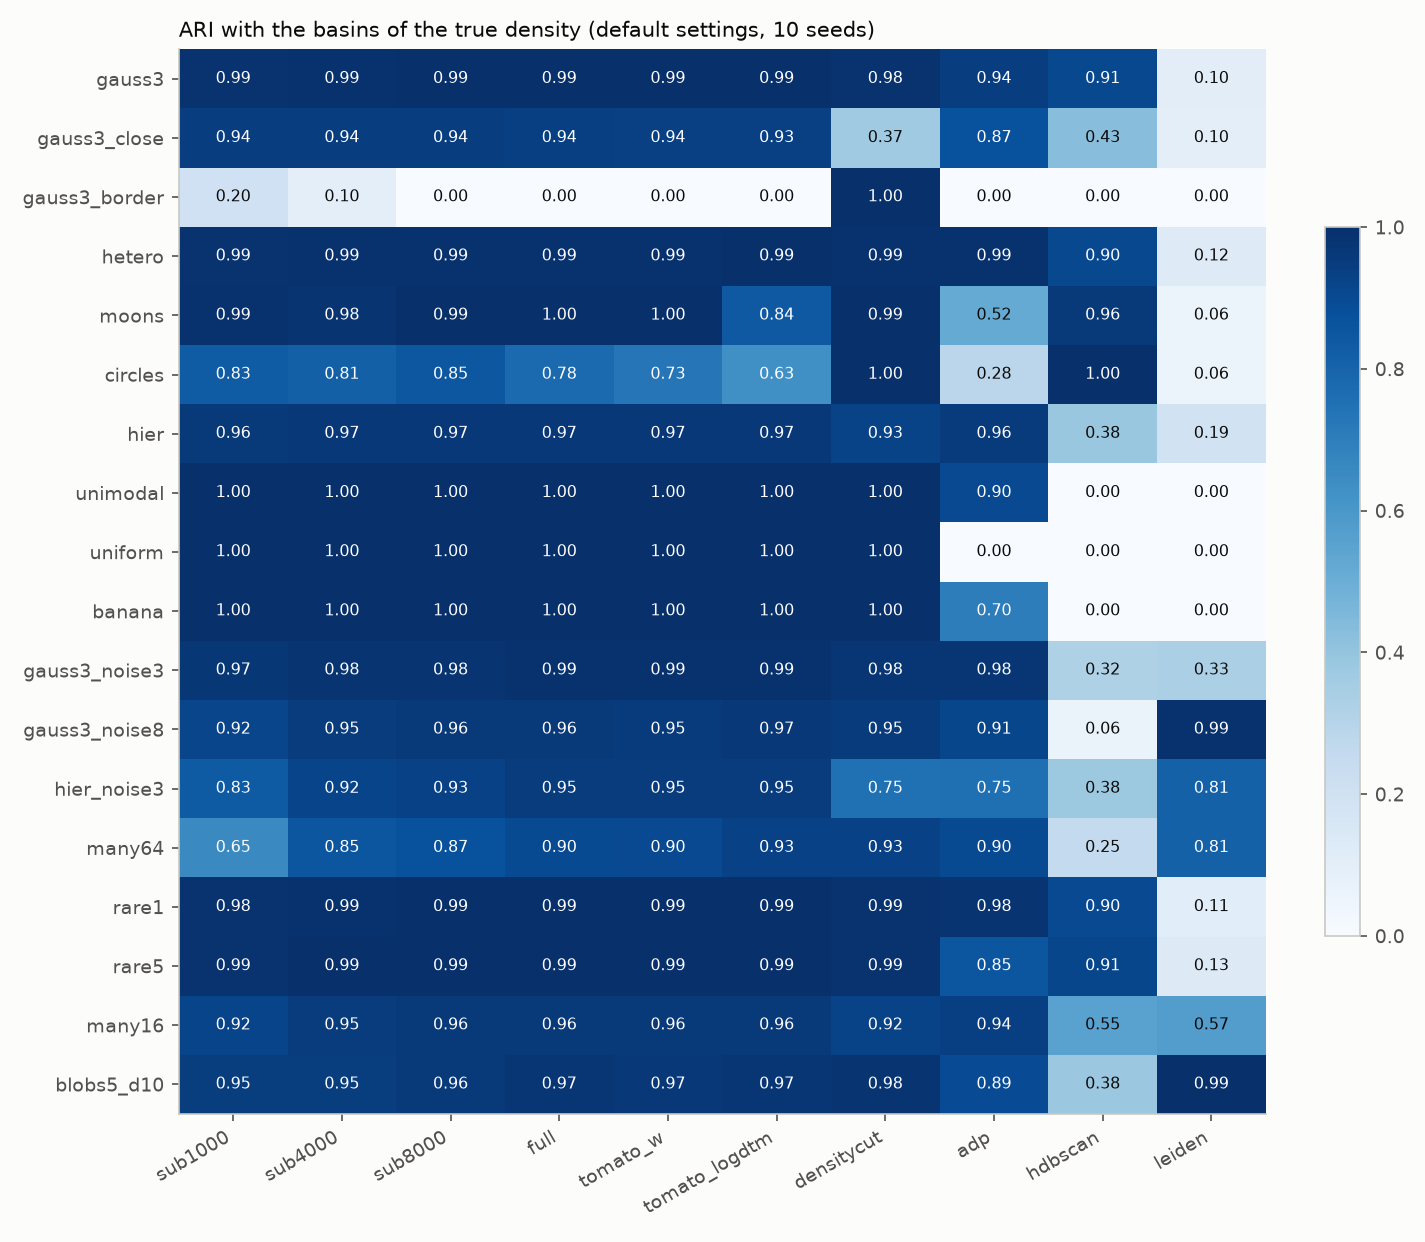 ARI with the basins of the true density (default settings, 10 seeds)
gauss3 0.99 0.99 0.99 0.99 0.99 0.99 0.98 0.94 0.91 0.10
gauss3_close 0.94 0.94 0.94 0.94 0.94 0.93 0.37 0.87 0.43 0.10
gauss3_border 0.20 0.10 0.00 0.00 0.00 0.00 1.00 0.00 0.00 0.00
hetero 0.99 0.99 0.99 0.99 0.99 0.99 0.99 0.99 0.90 0.12
moons 0.99 0.98 0.99 1.00 1.00 0.84 0.99 0.52 0.96 0.06
circles 0.83 0.81 0.85 0.78 0.73 0.63 1.00 0.28 1.00 0.06
hier 0.96 0.97 0.97 0.97 0.97 0.97 0.93 0.96 0.38 0.19
unimodal 1.00 1.00 1.00 1.00 1.00 1.00 1.00 0.90 0.00 0.00
uniform 1.00 1.00 1.00 1.00 1.00 1.00 1.00 0.00 0.00 0.00
banana 1.00 1.00 1.00 1.00 1.00 1.00 1.00 0.70 0.00 0.00
gauss3_noise3 0.97 0.98 0.98 0.99 0.99 0.99 0.98 0.98 0.32 0.33
gauss3_noise8 0.92 0.95 0.96 0.96 0.95 0.97 0.95 0.91 0.06 0.99
hier_noise3 0.83 0.92 0.93 0.95 0.95 0.95 0.75 0.75 0.38 0.81
many64 0.65 0.85 0.87 0.90 0.90 0.93 0.93 0.90 0.25 0.81
rare1 0.98 0.99 0.99 0.99 0.99 0.99 0.99 0.98 0.90 0.11
rare5 0.99 0.99 0.99 0.99 0.99 0.99 0.99 0.85 0.91 0.13
many16 0.92 0.95 0.96 0.96 0.96 0.96 0.92 0.94 0.55 0.57
blobs5_d10 0.95 0.95 0.96 0.97 0.97 0.97 0.98 0.89 0.38 0.99
sub1000 sub4000 sub8000 full tomato_w tomato_logdtm densitycut adp hdbscan leiden
1.0
0.8
0.6
0.4
0.2
0.0